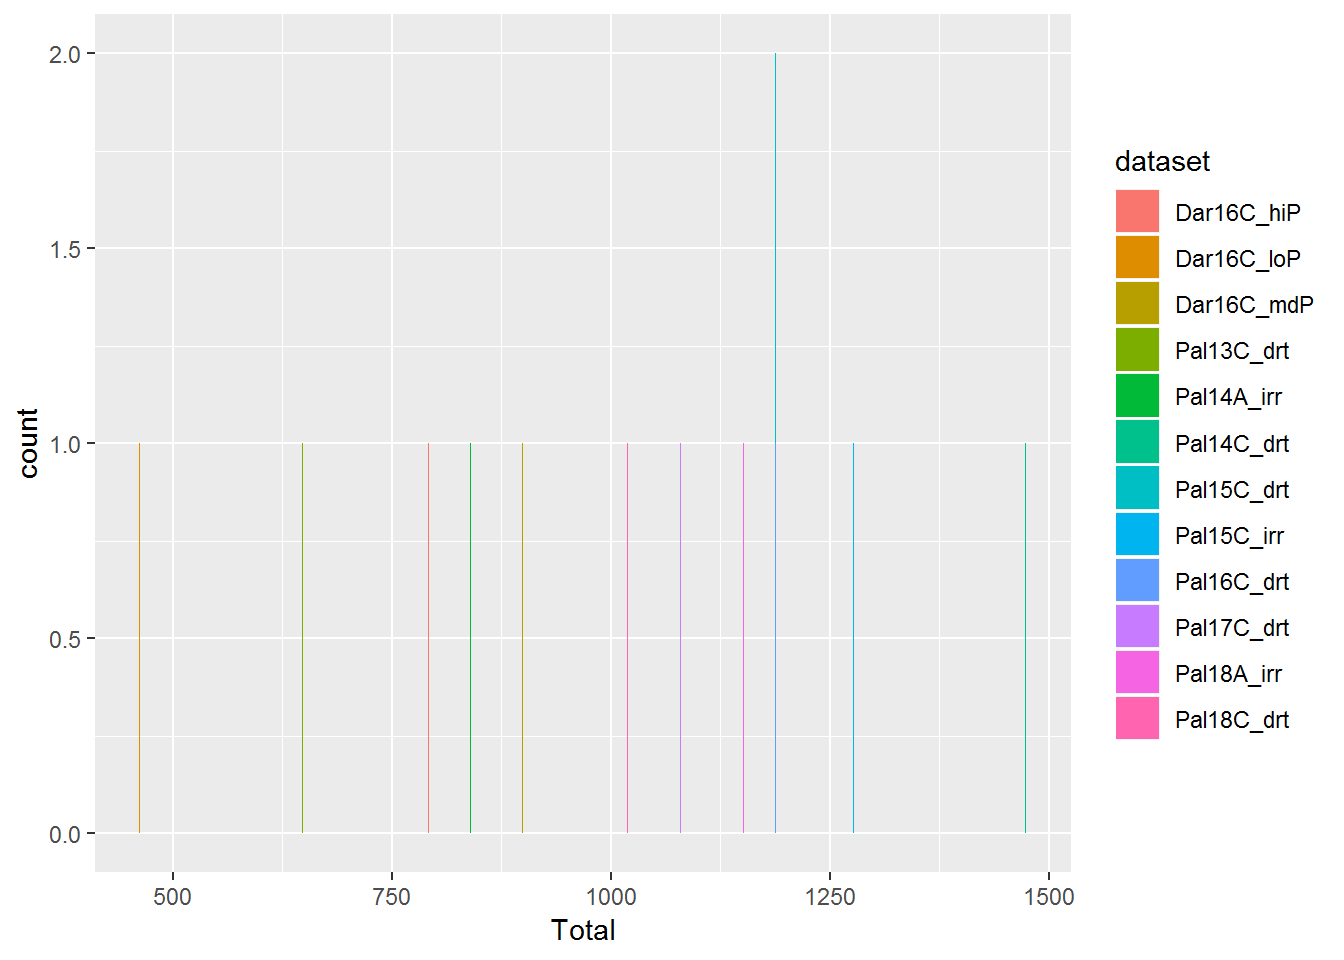 2.0
1.5
1.0
0.5
0.0
count
500
750
1000
1250
1500
Total
dataset
Dar16C_hiP
Dar16C_loP
Dar16C_mdP
Pal13C_drt
Pal14A_irr
Pal14C_drt
Pal15C_drt
Pal15C_irr
Pal16C_drt
Pal17C_drt
Pal18A_irr
Pal18C_drt